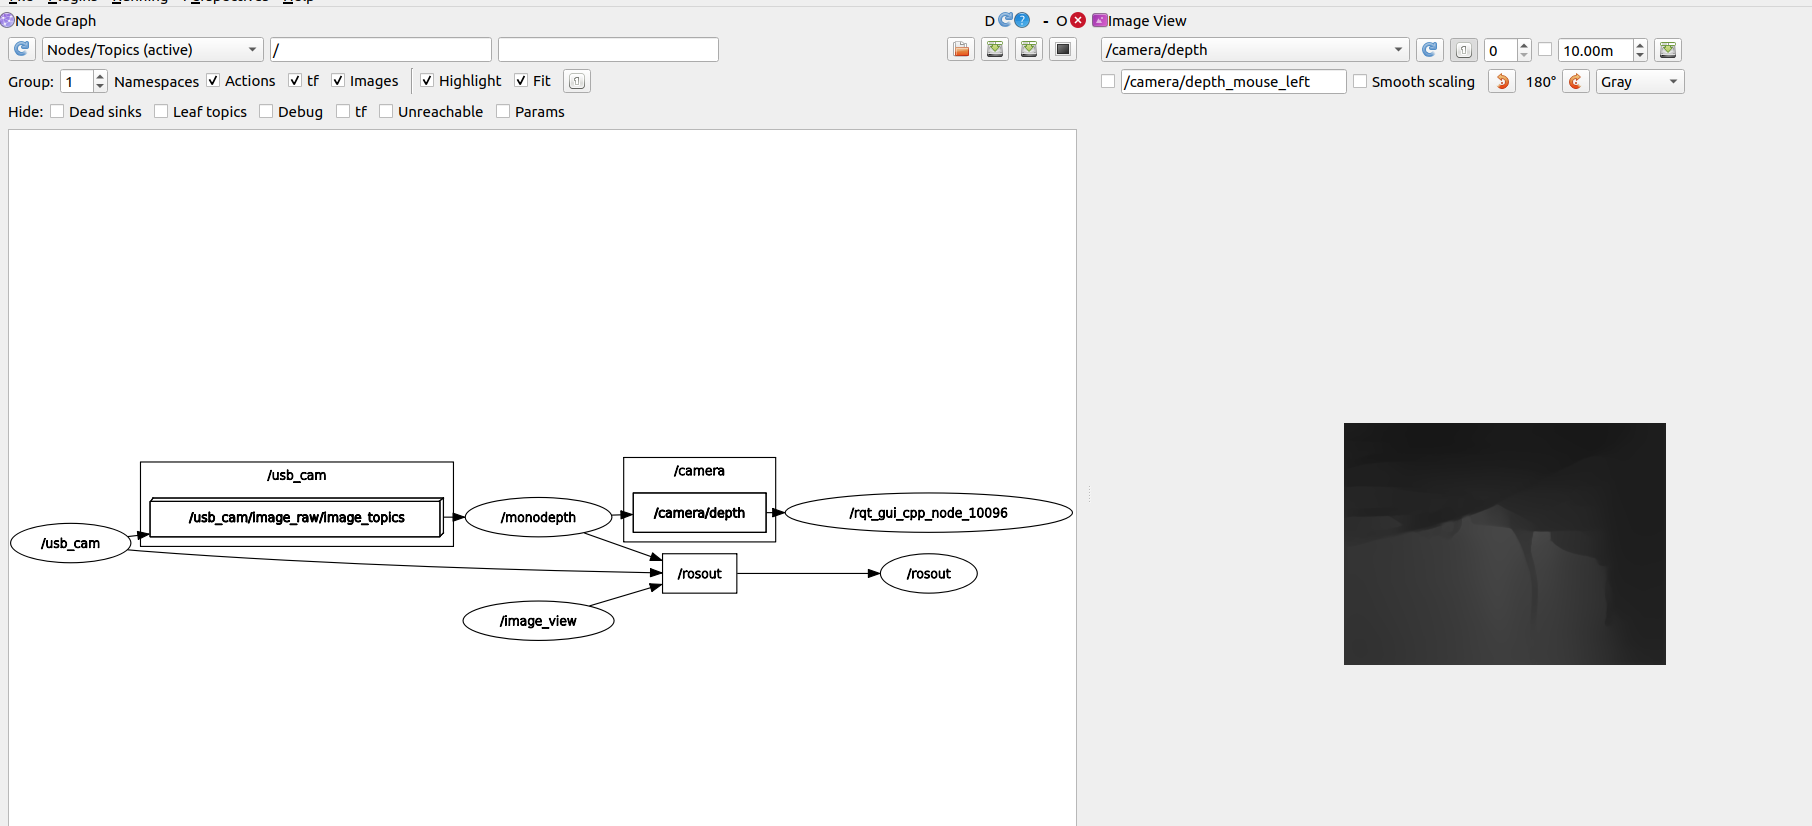 Node Graph
D
- O
Image View
Nodes/Topics (active)
/
/camera/depth
0
10.00m
Group: 1 Namespaces Actions tf Images Highlight Fit
/camera/depth_mouse_left Smooth scaling 180° Gray
Hide: Dead sinks Leaf topics Debug tf Unreachable Params
/usb_cam
/usb_cam/image_raw/image_topics
/usb_cam
/monodepth
/camera
/camera/depth
/rqt_gui_cpp_node_10096
/rosout
/rosout
/image_view